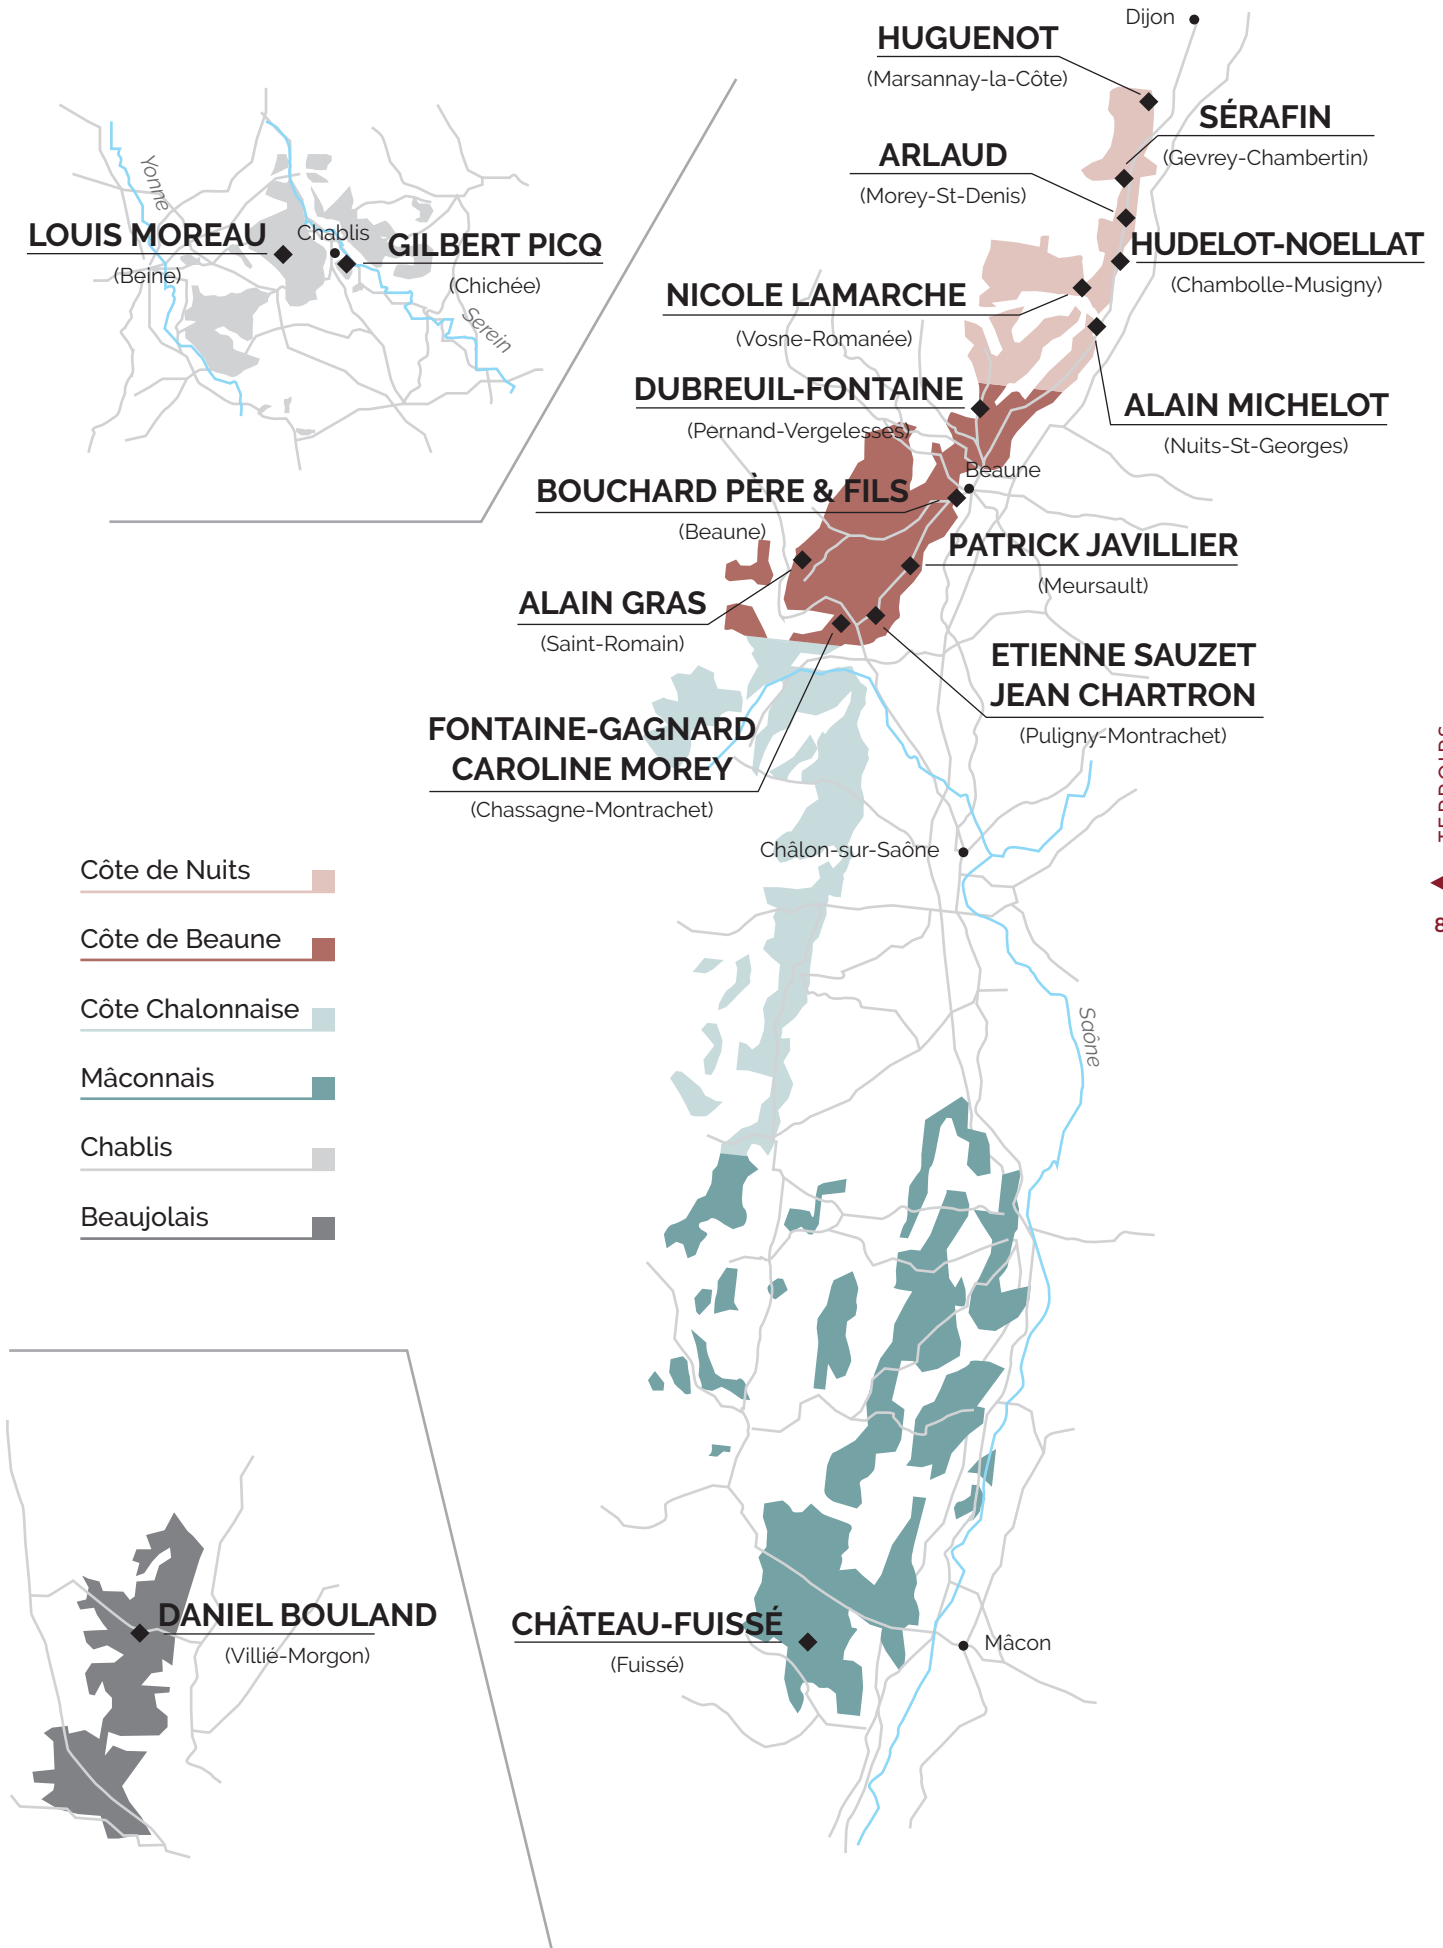 Dijon
HUGUENOT
(Marsannay-la-Côte)
SÉRAFIN
(Gevrey-Chambertin)
ARLAUD
(Morey-St-Denis)
HUDELOT-NOELLAT
(Chambolle-Musigny)
NICOLE LAMARCHE
(Vosne-Romanée)
DUBREUIL-FONTAINE
(Pernand-Vergelesses)
ALAIN MICHELOT
(Nuits-St-Georges)
Beaune
BOUCHARD PÈRE & FILS
(Beaune)
PATRICK JAVILLIER
(Meursault)
ALAIN GRAS
(Saint-Romain)
ETIENNE SAUZET
JEAN CHARTRON
(Puligny-Montrachet)
FONTAINE-GAGNARD
CAROLINE MOREY
(Chassagne-Montrachet)
Châlon-sur-Saône
Saône
CHÂTEAU-FUISSÉ
(Fuissé)
Mâcon
Yonne
LOUIS MOREAU
(Beine)
Chablis
GILBERT PICQ
(Chichée)
Serein
Côte de Nuits
Côte de Beaune
Côte Chalonnaise
Mâconnais
Chablis
Beaujolais
DANIEL BOULAND
(Villié-Morgon)
TERROIRS
8